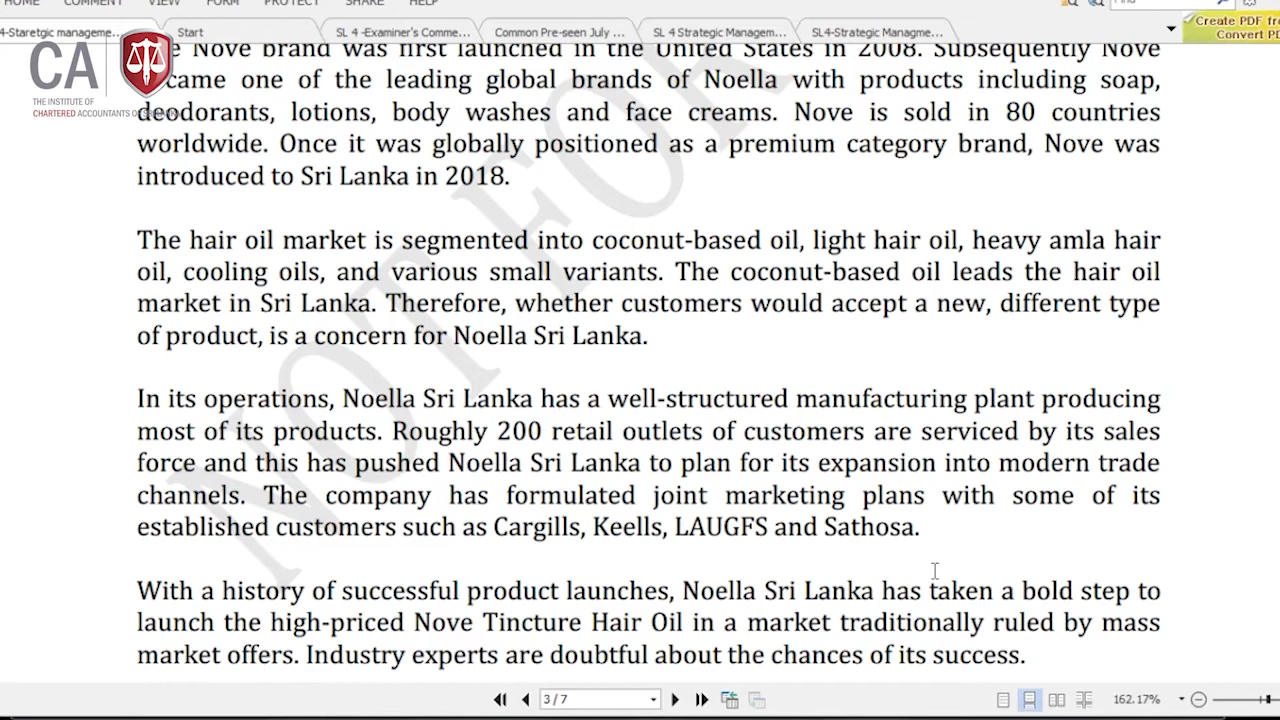 HOME COMMENT VIEW FORM PROTECT SHARE HELP Find
4-Staretgic manageme... Start SL 4 -Examiner's Comme... Common Pre-seen July ... SL 4 Strategic Managem... SL4-Strategic Managme... Create PDF
Convert
CA
THE INSTITUTE OF
CHARTERED ACCOUNTANTS OF SRI LANKA
Nove brand was first launched in the United States in 2008. Subsequently Nove
came one of the leading global brands of Noella with products including soap,
deodorants, lotions, body washes and face creams. Nove is sold in 80 countries
worldwide. Once it was globally positioned as a premium category brand, Nove was
introduced to Sri Lanka in 2018.
The hair oil market is segmented into coconut-based oil, light hair oil, heavy amla hair
oil, cooling oils, and various small variants. The coconut-based oil leads the hair oil
market in Sri Lanka. Therefore, whether customers would accept a new, different type
of product, is a concern for Noella Sri Lanka.
In its operations, Noella Sri Lanka has a well-structured manufacturing plant producing
most of its products. Roughly 200 retail outlets of customers are serviced by its sales
force and this has pushed Noella Sri Lanka to plan for its expansion into modern trade
channels. The company has formulated joint marketing plans with some of its
established customers such as Cargills, Keells, LAUGFS and Sathosa.
With a history of successful product launches, Noella Sri Lanka has taken a bold step to
launch the high-priced Nove Tincture Hair Oil in a market traditionally ruled by mass
market offers. Industry experts are doubtful about the chances of its success.
NOT FOR
3 / 7 162.17%